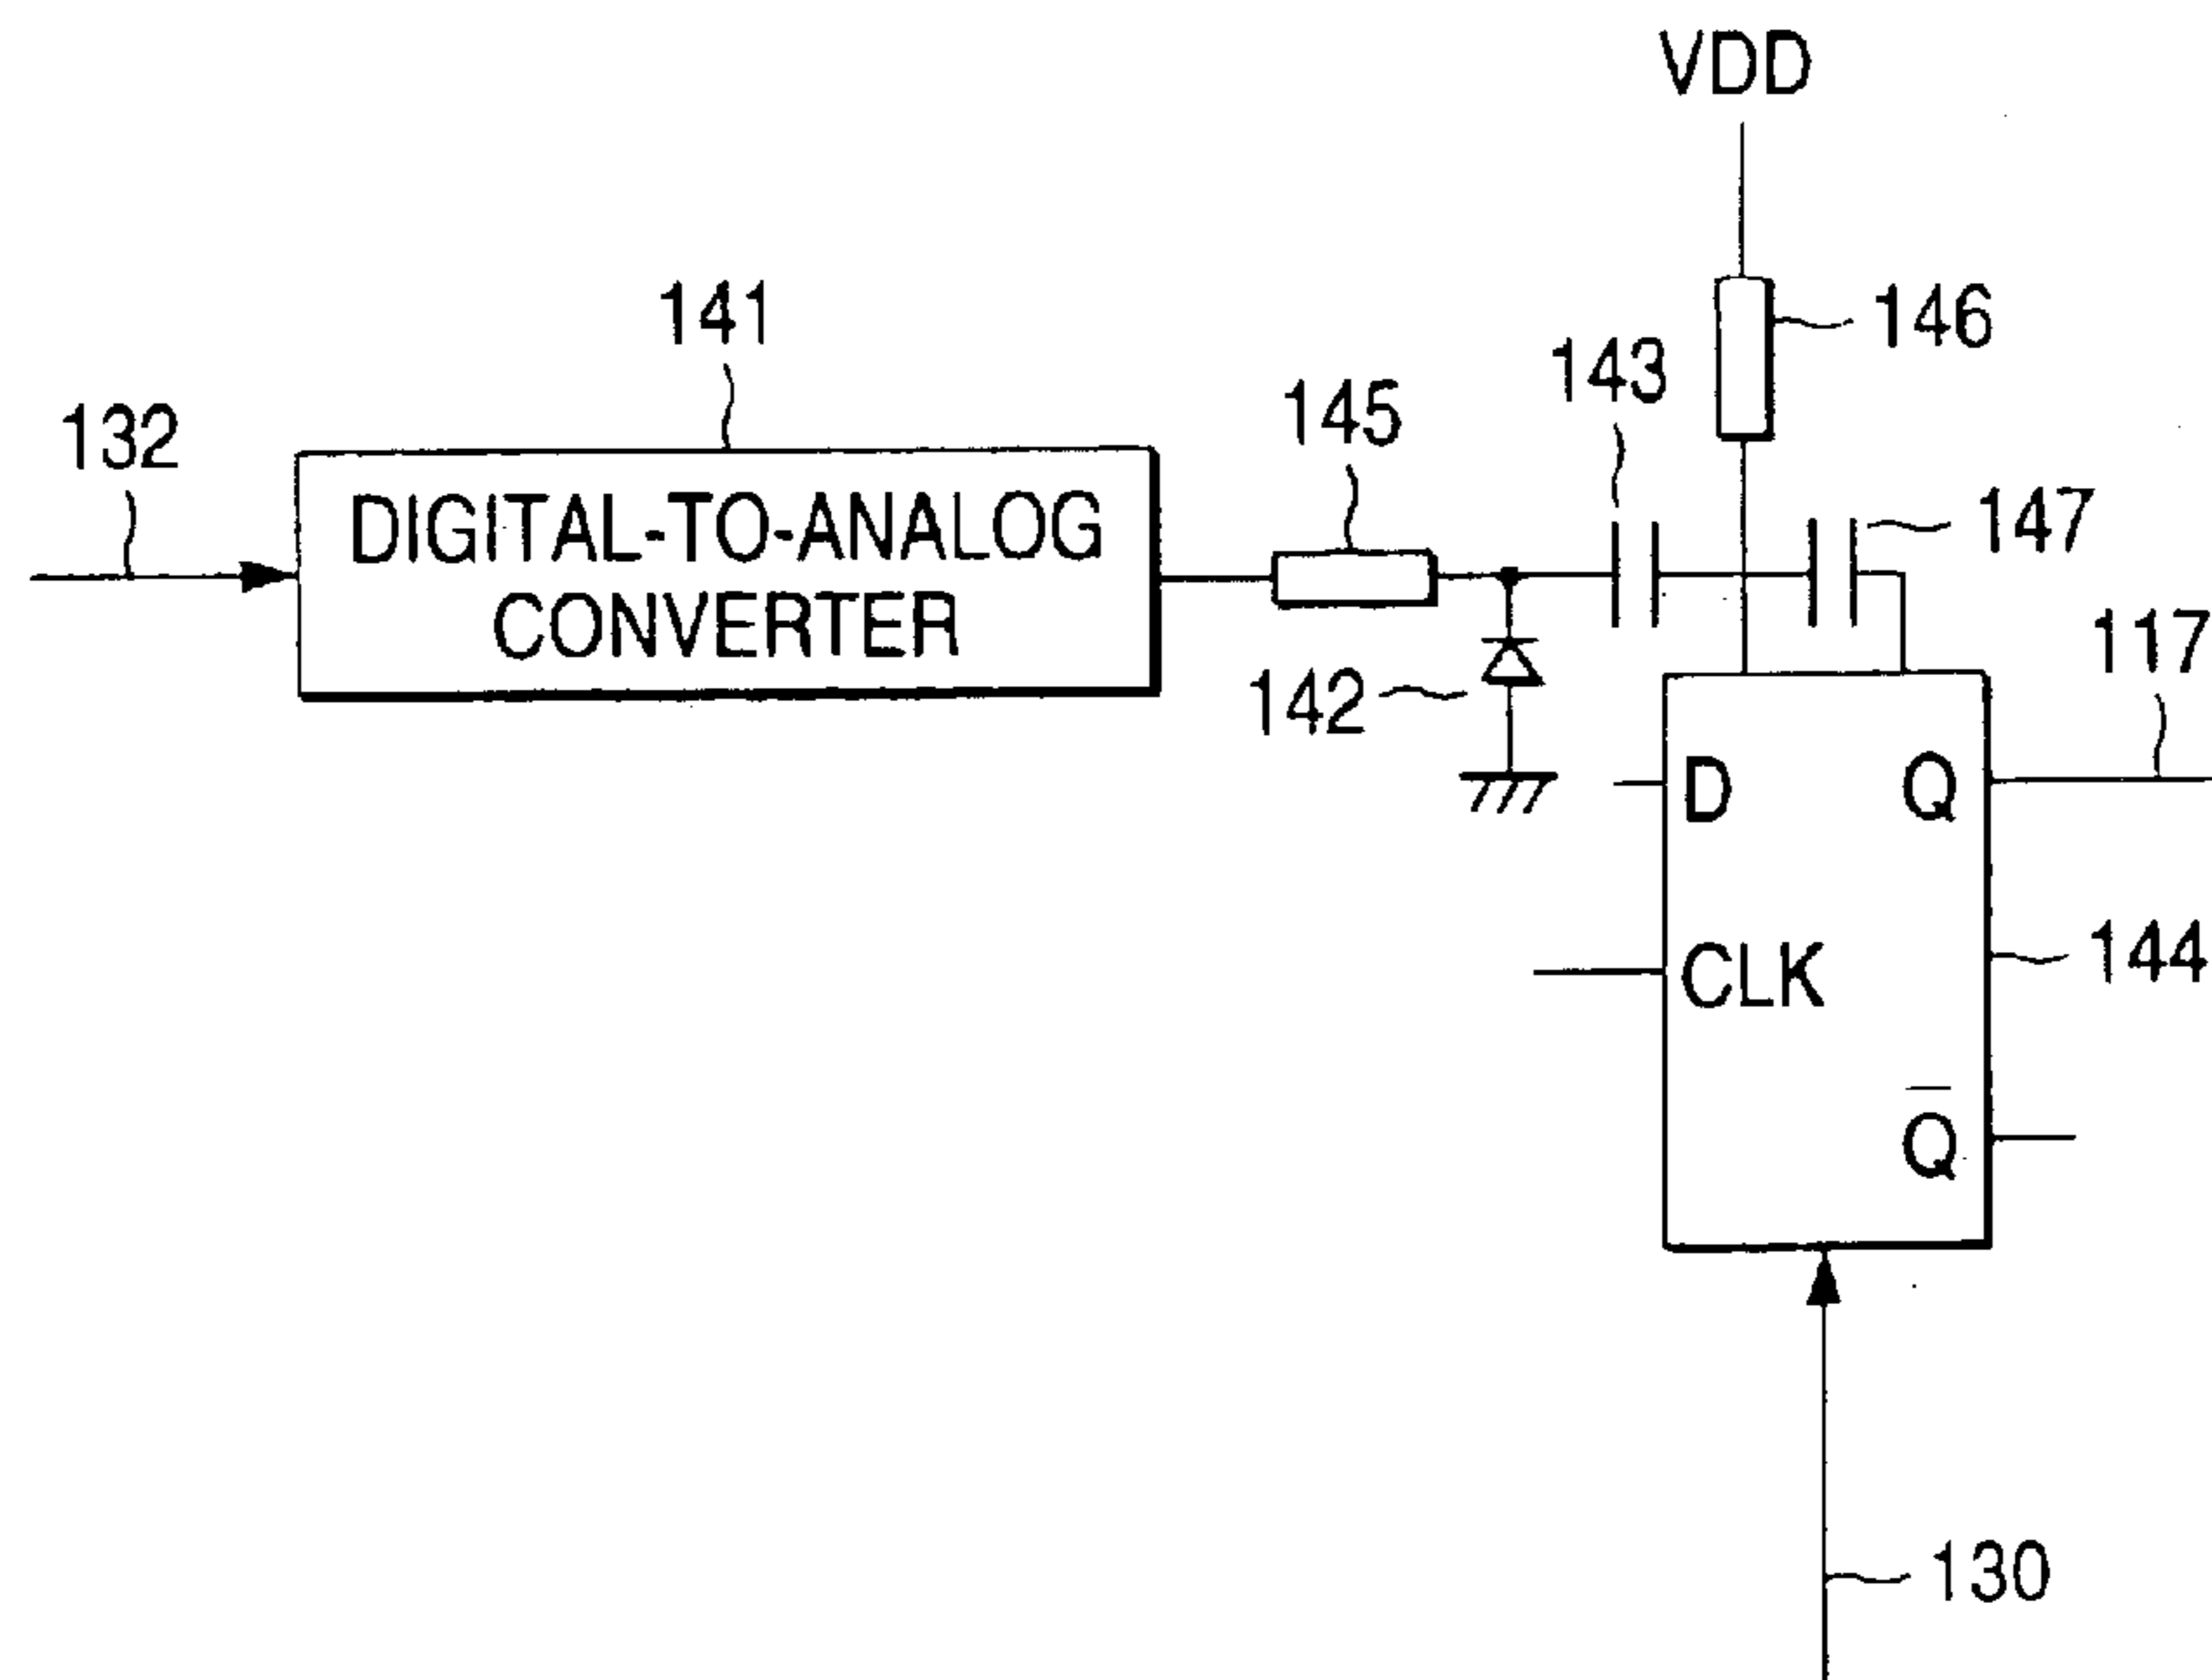 VDD
141
146
143
145
132
147
DIGITAL-TO-ANALOG
CONVERTER
117
142
D
Q
144
CLK
Q̅
130